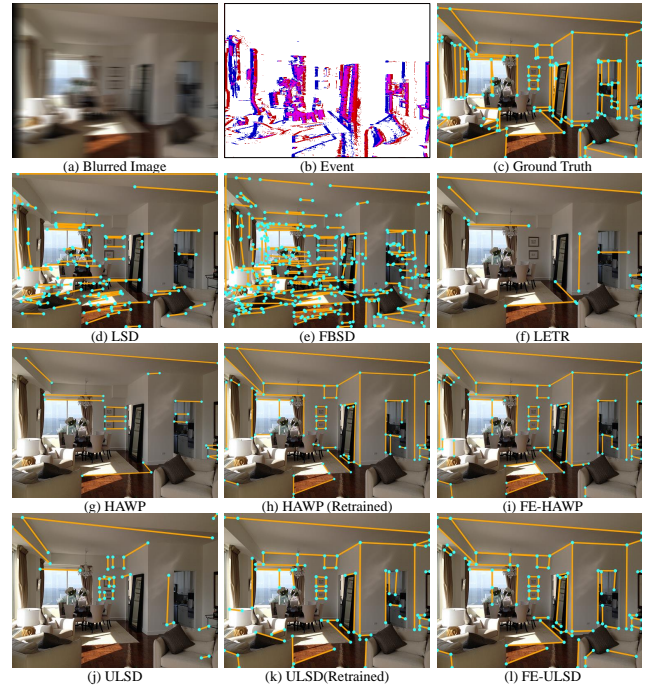 (a) Blurred Image
(b) Event
(c) Ground Truth
(d) LSD
(e) FBSD
(f) LETR
(g) HAWP
(h) HAWP (Retrained)
(i) FE-HAWP
(j) ULSD
(k) ULSD(Retrained)
(l) FE-ULSD